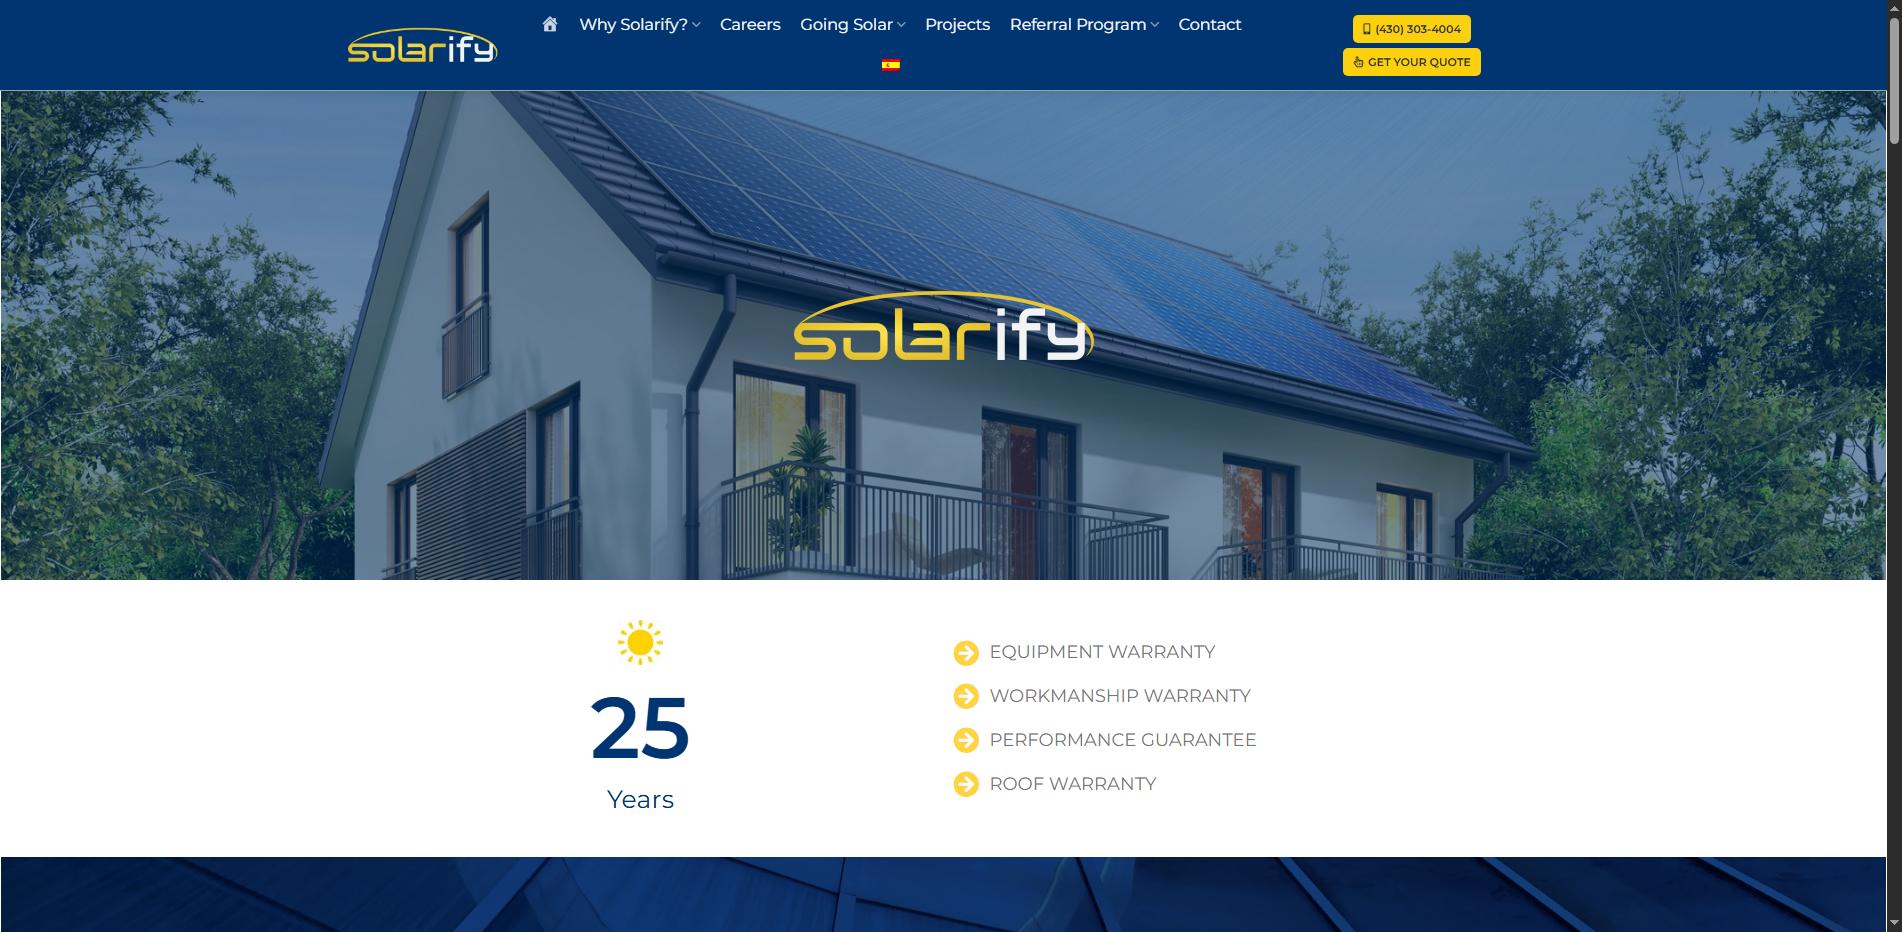 solarify
Why Solarify?
Careers
Going Solar
Projects
Referral Program
Contact
(430) 303-4004
GET YOUR QUOTE
solarify
25
Years
EQUIPMENT WARRANTY
WORKMANSHIP WARRANTY
PERFORMANCE GUARANTEE
ROOF WARRANTY